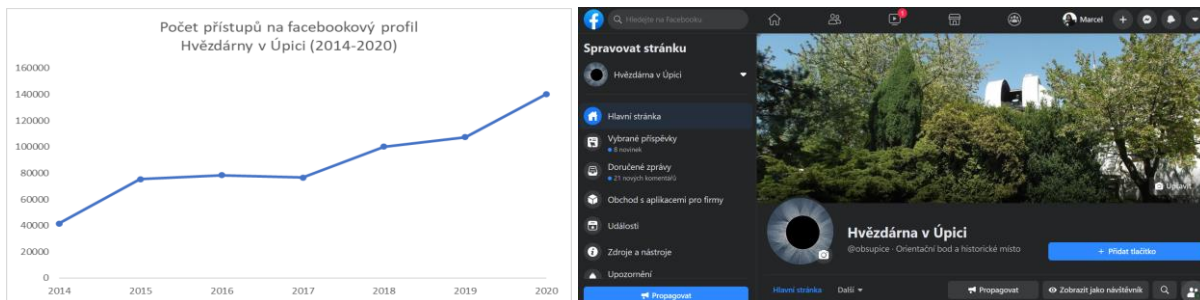 Počet přístupů na facebookový profil
Hvězdárny v Úpici (2014-2020)
160000
140000
120000
100000
80000
60000
40000
20000
0
2014 2015 2016 2017 2018 2019 2020
Hledejte na Facebooku
1
Marcel
Spravovat stránku
Hvězdárna v Úpici
Hlavní stránka
Vybrané příspěvky
8 novinek
Doručené zprávy
21 nových komentářů
Obchod s aplikacemi pro firmy
Události
Zdroje a nástroje
Upozornění
Propagovat
Upravit
Hvězdárna v Úpici
@obsupice · Orientační bod a historické místo
+ Přidat tlačítko
Hlavní stránka Další
Propagovat
Zobrazit jako návštěvník